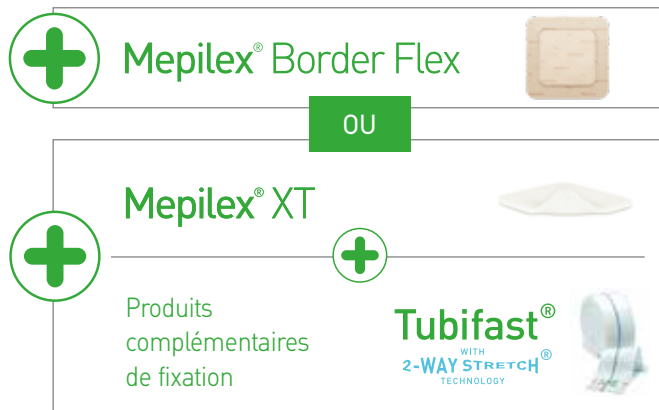 Mepilex® Border Flex
OU
Mepilex® XT
Produits
complémentaires
de fixation
Tubifast®
WITH
2-WAY STRETCH®
TECHNOLOGY